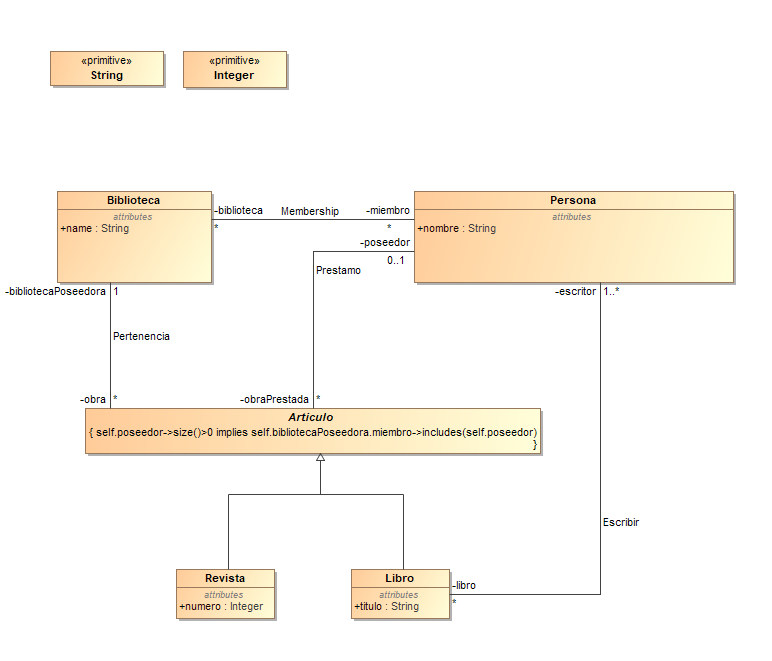 «primitive»
String
«primitive»
Integer
Biblioteca
attributes
+name : String
-biblioteca
*
Membership
-miembro
*
Persona
attributes
+nombre : String
-poseedor
0..1
Prestamo
-bibliotecaPoseedora
1
-escritor
1..*
Pertenencia
-obra
*
-obraPrestada
*
Artículo
{ self.poseedor->size()>0 implies self.bibliotecaPoseedora.miembro->includes(self.poseedor)
}
Escribir
Revista
attributes
+numero : Integer
Libro
attributes
+titulo : String
-libro
*